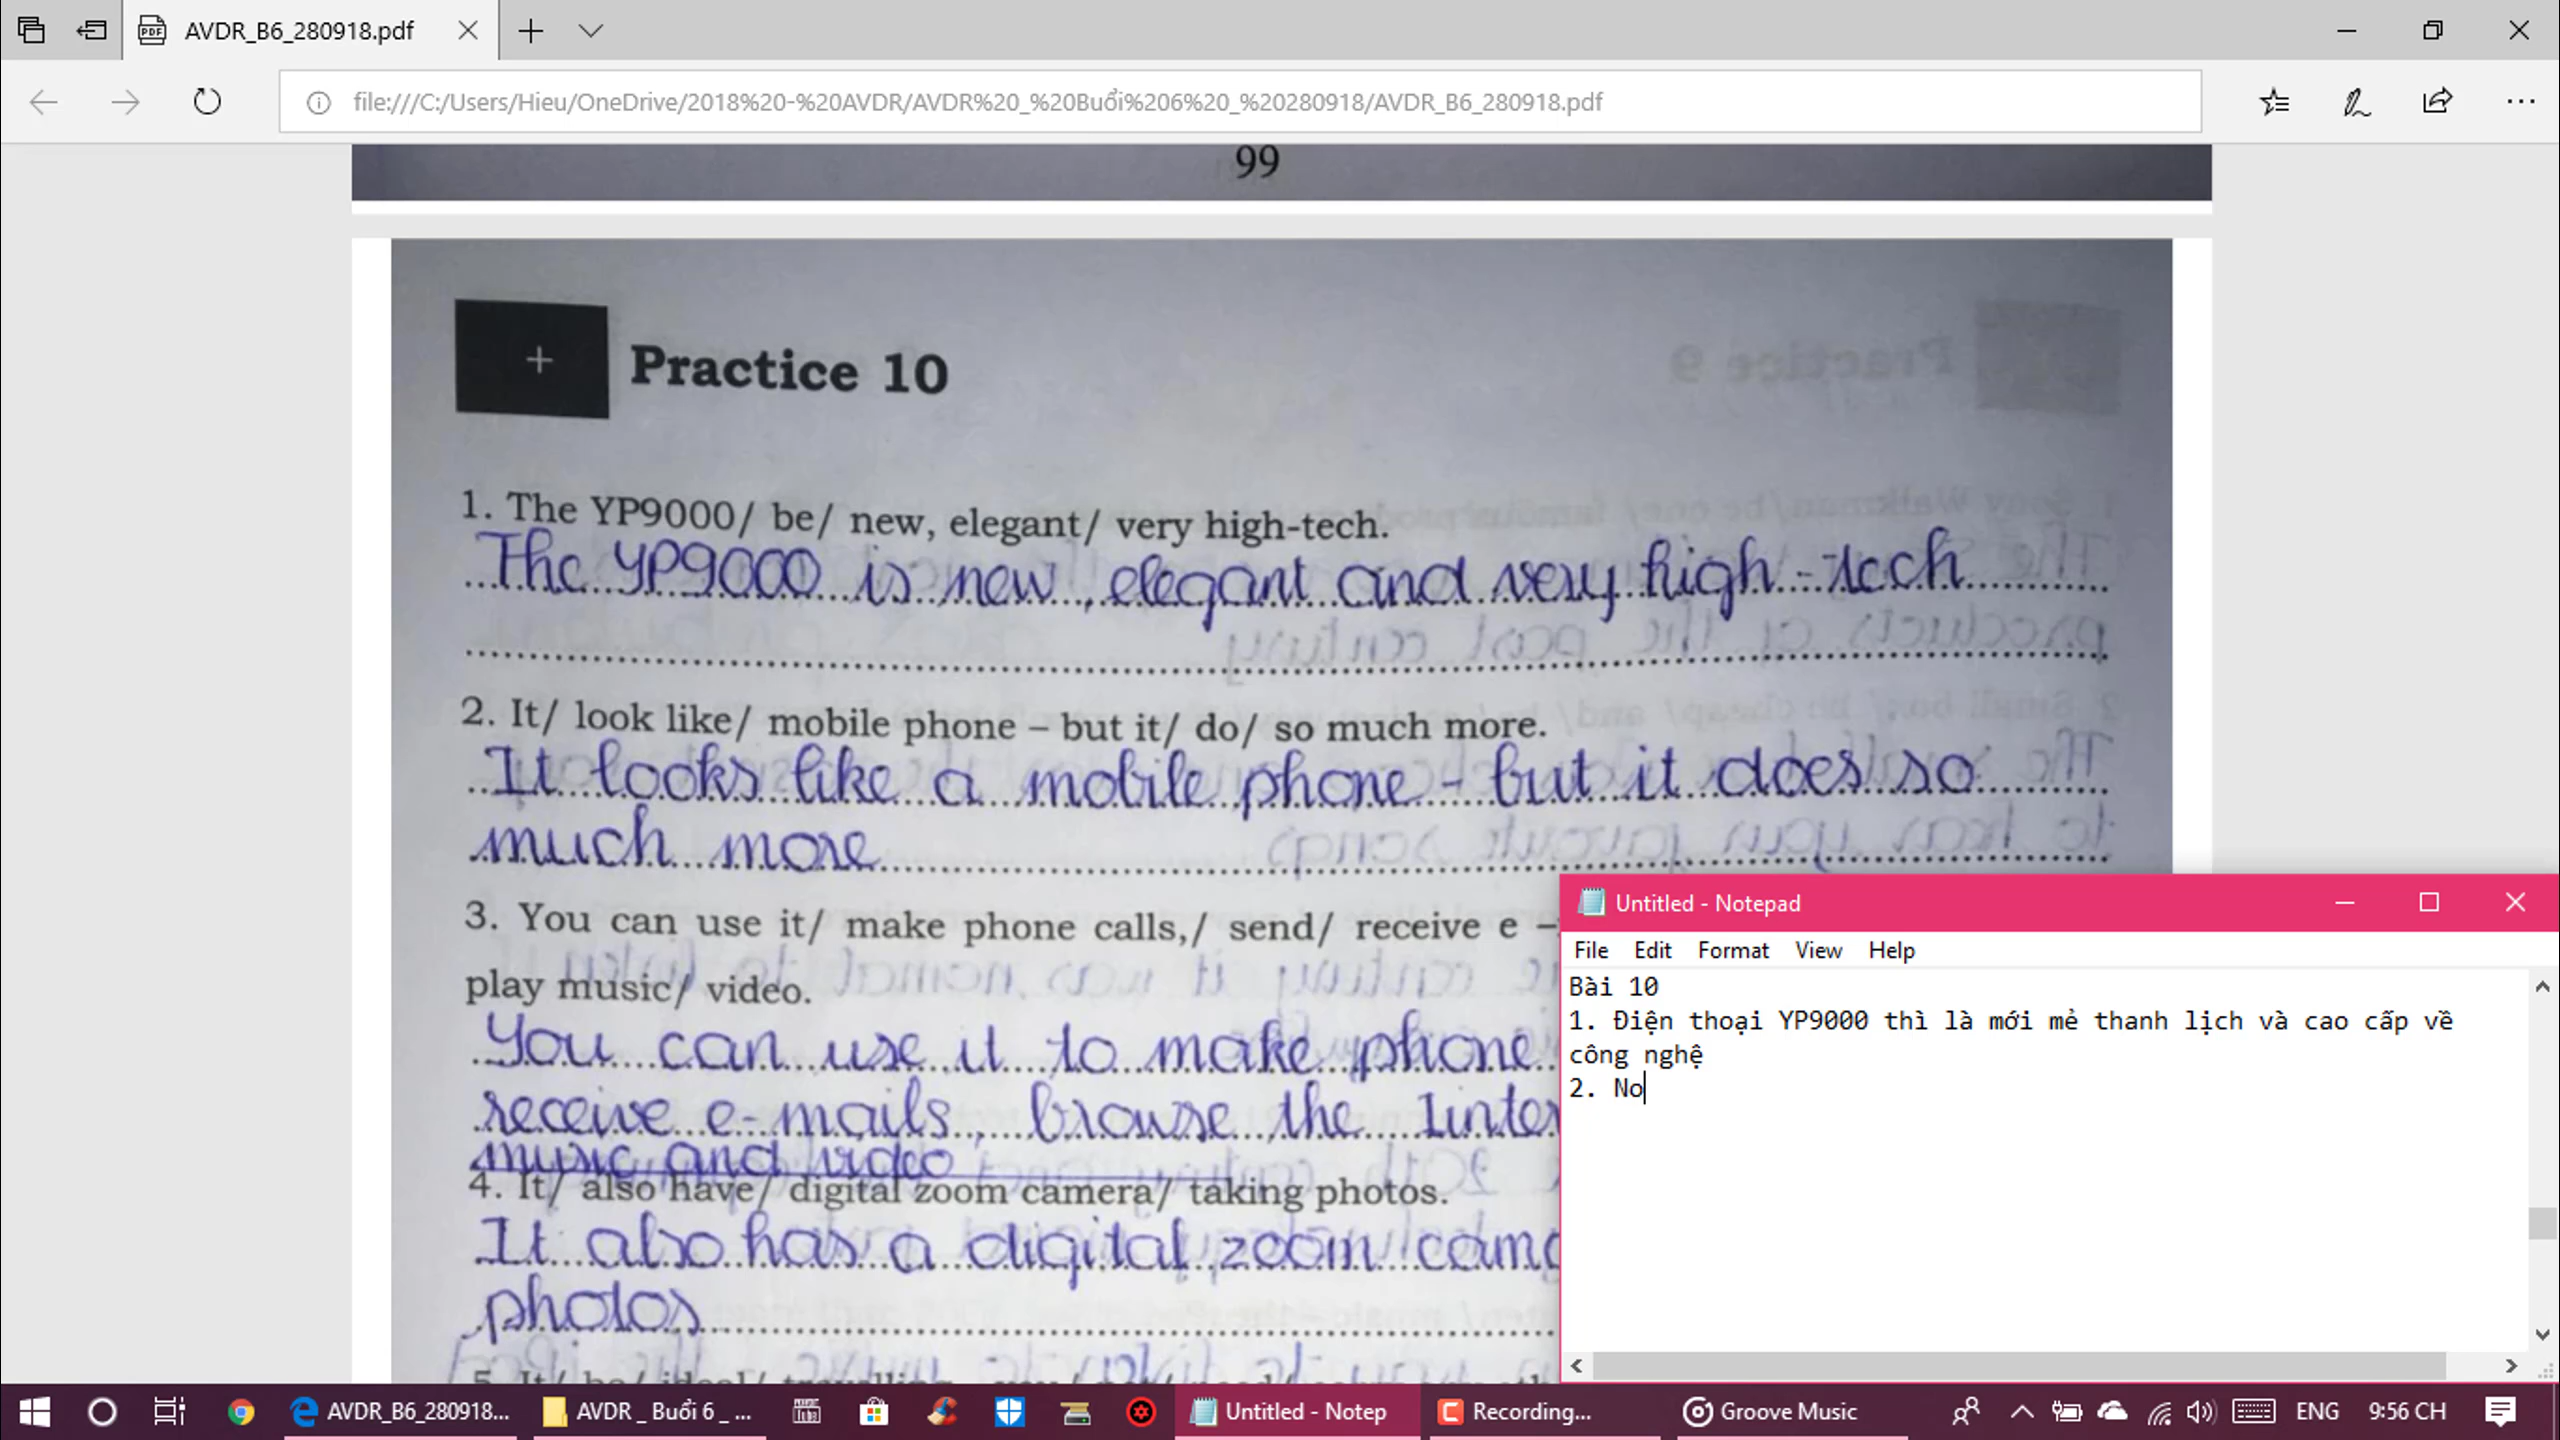 AVDR_B6_280918.pdf
file:///C:/Users/Hieu/OneDrive/2018%20-%20AVDR/AVDR%20_%20Buổi%206%20_%20280918/AVDR_B6_280918.pdf
99
Practice 10
1. The YP9000/ be/ new, elegant/ very high-tech.
The YP9000 is new, elegant and very high-tech
2. It/ look like/ mobile phone – but it/ do/ so much more.
It looks like a mobile phone - but it does so
much more
3. You can use it/ make phone calls,/ send/ receive e –
play music/ video.
You can use it to make phone
receive e-mails, browse the
music and video
4. It/ also have/ digital zoom camera/ taking photos.
It also has a digital zoom
photos
Untitled - Notepad
File Edit Format View Help
Bài 10
1. Điện thoại YP9000 thì là mới mẻ thanh lịch và cao cấp về
công nghệ
2. No
AVDR_B6_280918... AVDR _ Buổi 6 _ ... Untitled - Notep Recording... Groove Music ENG 9:56 CH